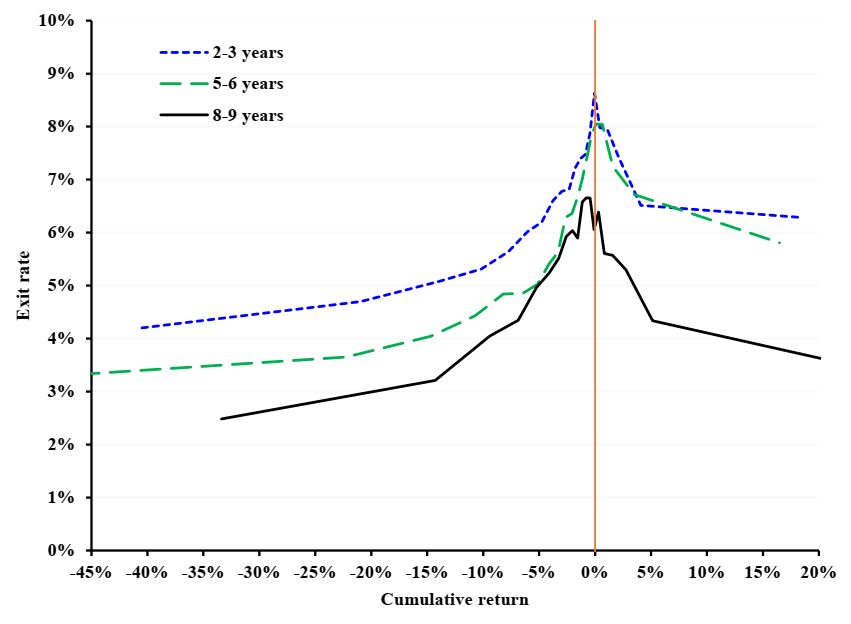 10%
9%
8%
7%
6%
5%
4%
3%
2%
1%
0%
Exit rate
2-3 years
5-6 years
8-9 years
-45% -40% -35% -30% -25% -20% -15% -10% -5% 0% 5% 10% 15% 20%
Cumulative return